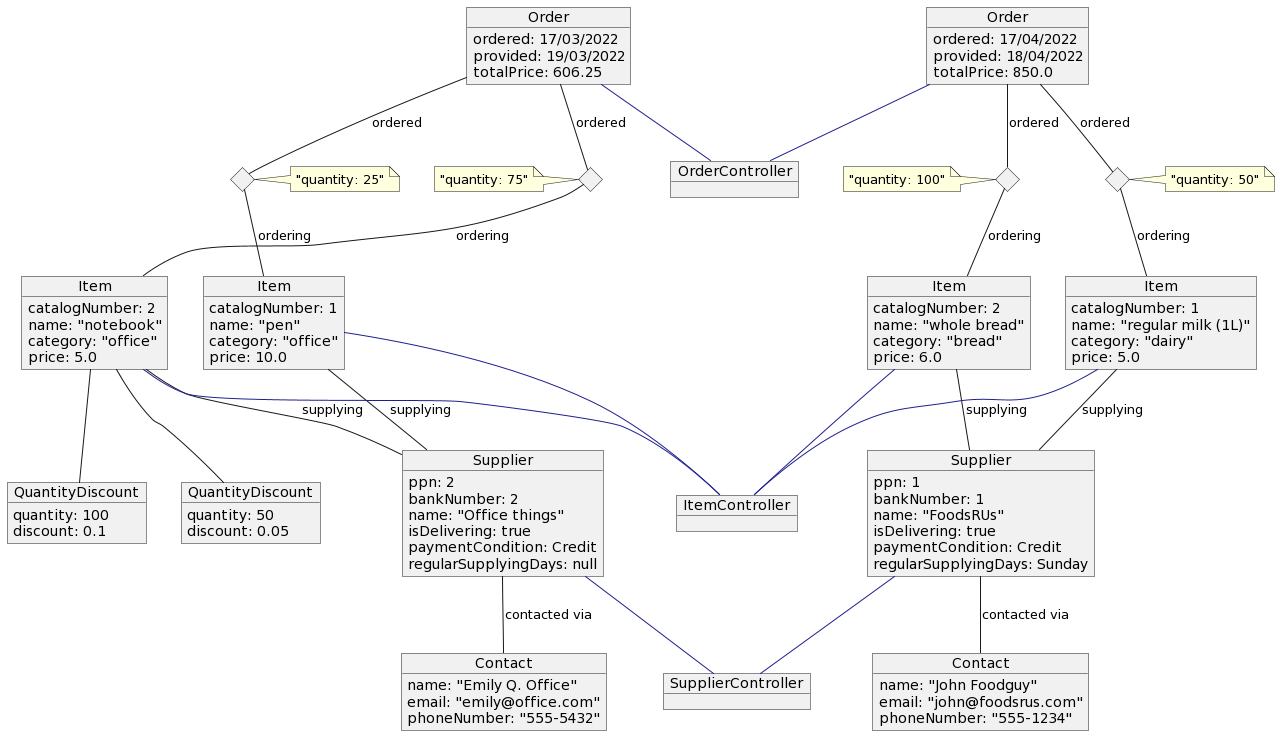 Order
ordered: 17/03/2022
provided: 19/03/2022
totalPrice: 606.25
Order
ordered: 17/04/2022
provided: 18/04/2022
totalPrice: 850.0
ordered
ordered
ordered
ordered
"quantity: 25"
"quantity: 75"
OrderController
"quantity: 100"
"quantity: 50"
ordering
ordering
ordering
ordering
Item
catalogNumber: 2
name: "notebook"
category: "office"
price: 5.0
Item
catalogNumber: 1
name: "pen"
category: "office"
price: 10.0
Item
catalogNumber: 2
name: "whole bread"
category: "bread"
price: 6.0
Item
catalogNumber: 1
name: "regular milk (1L)"
category: "dairy"
price: 5.0
supplying
supplying
supplying
supplying
QuantityDiscount
quantity: 100
discount: 0.1
QuantityDiscount
quantity: 50
discount: 0.05
Supplier
ppn: 2
bankNumber: 2
name: "Office things"
isDelivering: true
paymentCondition: Credit
regularSupplyingDays: null
ItemController
Supplier
ppn: 1
bankNumber: 1
name: "FoodsRUs"
isDelivering: true
paymentCondition: Credit
regularSupplyingDays: Sunday
contacted via
contacted via
Contact
name: "Emily Q. Office"
email: "emily@office.com"
phoneNumber: "555-5432"
SupplierController
Contact
name: "John Foodguy"
email: "john@foodsrus.com"
phoneNumber: "555-1234"